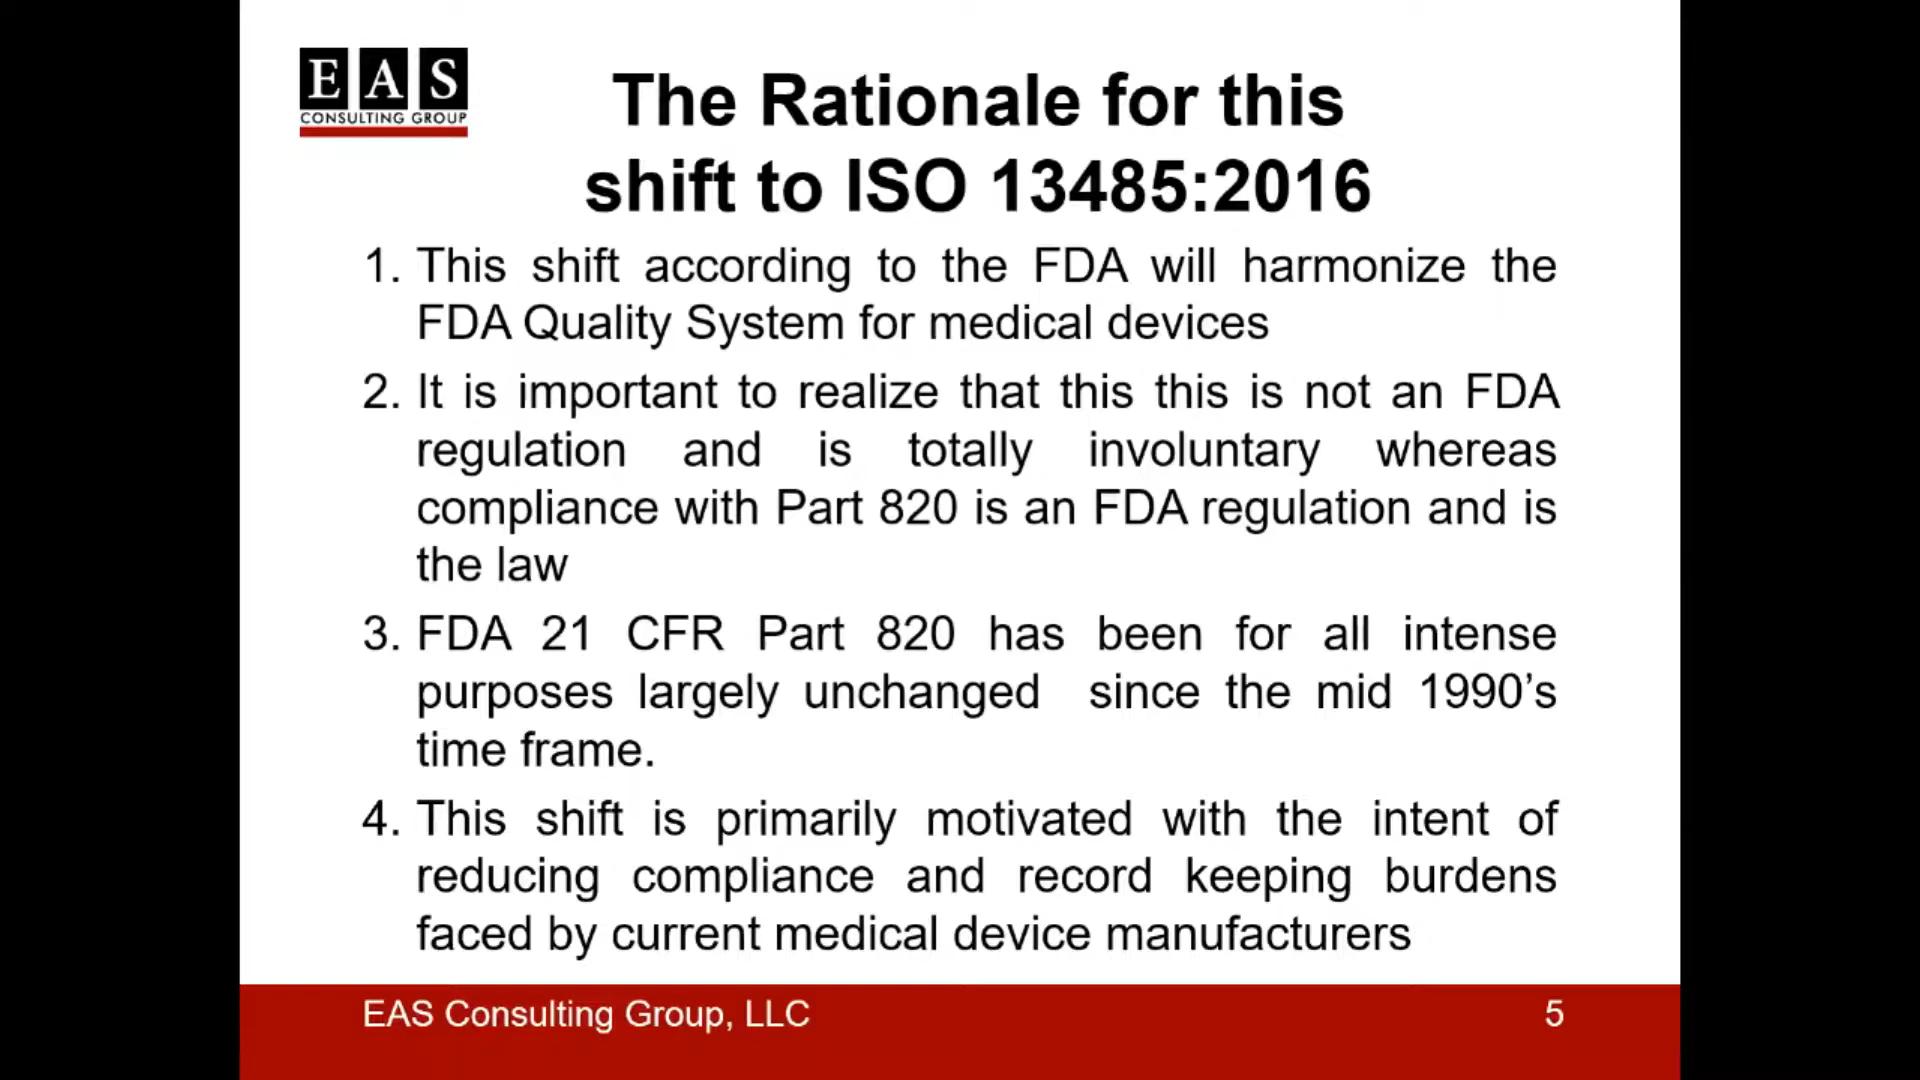 EAS
CONSULTING GROUP
The Rationale for this
shift to ISO 13485:2016
1. This shift according to the FDA will harmonize the
FDA Quality System for medical devices
2. It is important to realize that this this is not an FDA
regulation and is totally involuntary whereas
compliance with Part 820 is an FDA regulation and is
the law
3. FDA 21 CFR Part 820 has been for all intense
purposes largely unchanged since the mid 1990’s
time frame.
4. This shift is primarily motivated with the intent of
reducing compliance and record keeping burdens
faced by current medical device manufacturers
EAS Consulting Group, LLC
5